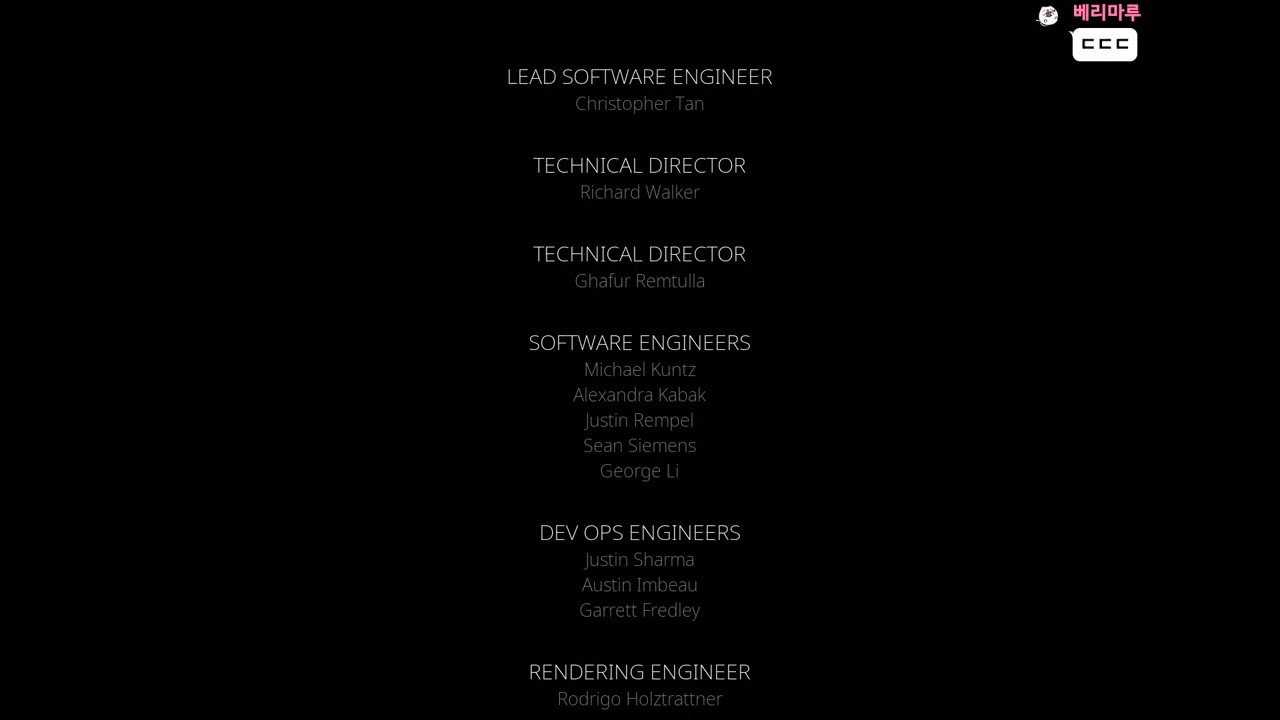 베리마루
ㄷㄷㄷ
LEAD SOFTWARE ENGINEER
Christopher Tan
TECHNICAL DIRECTOR
Richard Walker
TECHNICAL DIRECTOR
Ghafur Remtulla
SOFTWARE ENGINEERS
Michael Kuntz
Alexandra Kabak
Justin Rempel
Sean Siemens
George Li
DEV OPS ENGINEERS
Justin Sharma
Austin Imbeau
Garrett Fredley
RENDERING ENGINEER
Rodrigo Holztrattner